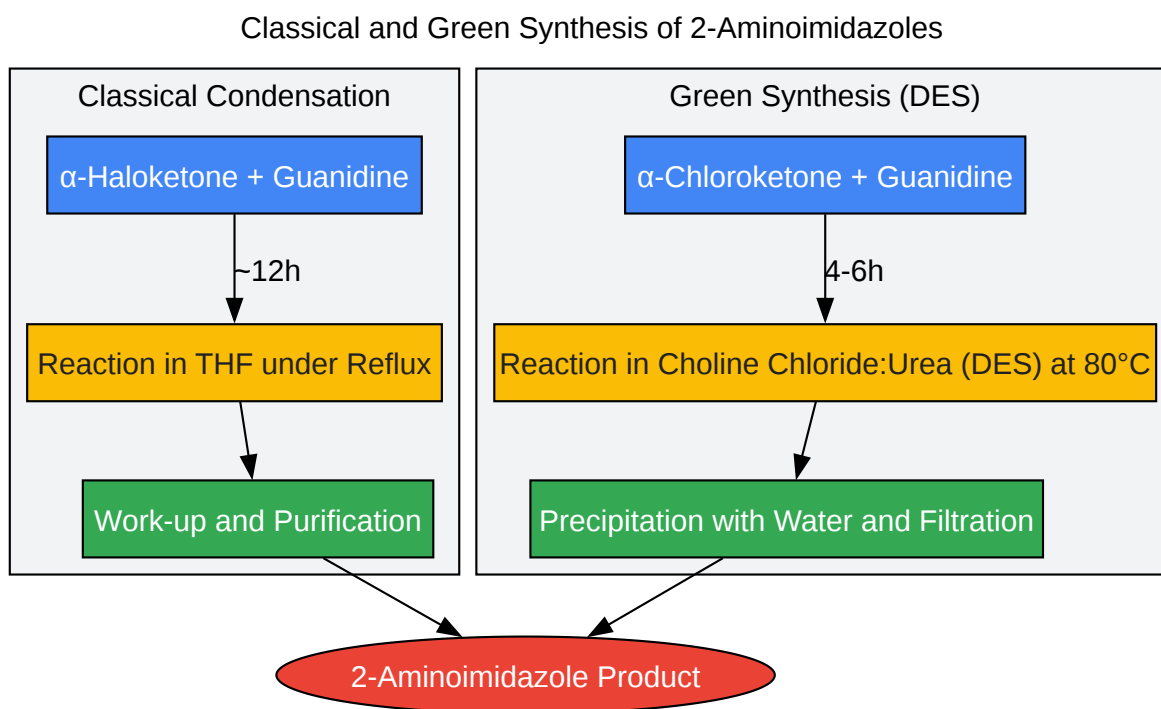 Classical and Green Synthesis of 2-Aminoimidazoles
Classical Condensation
α-Haloketone + Guanidine
~12h
Reaction in THF under Reflux
Work-up and Purification
Green Synthesis (DES)
α-Chloroketone + Guanidine
4-6h
Reaction in Choline Chloride:Urea (DES) at 80°C
Precipitation with Water and Filtration
2-Aminoimidazole Product